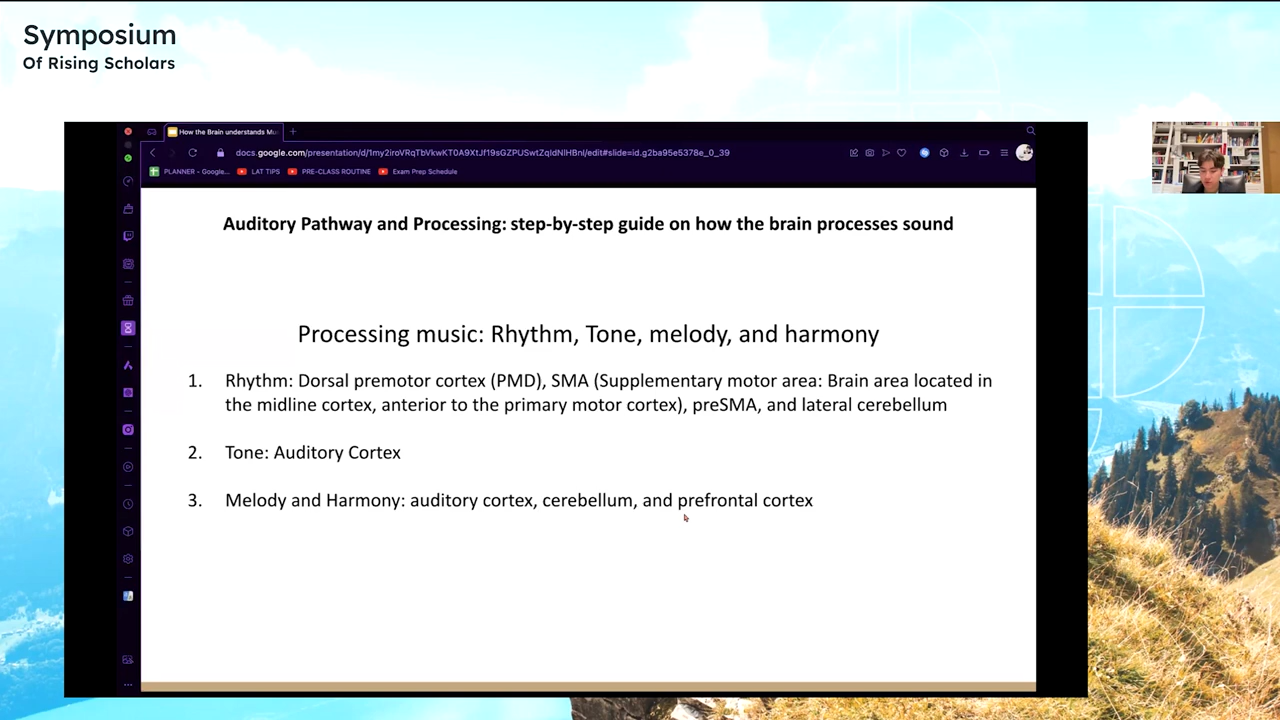 Symposium
Of Rising Scholars
How the Brain understands Mu
docs.google.com/presentation/d/1my2iroVRqTbVkwKT0A9XtJf19sGZPUSwtZqIdNIHBnI/edit#slide=id.g2ba95e5378e_0_39
PLANNER - Google... LAT TIPS PRE-CLASS ROUTINE Exam Prep Schedule
Auditory Pathway and Processing: step-by-step guide on how the brain processes sound
Processing music: Rhythm, Tone, melody, and harmony
1. Rhythm: Dorsal premotor cortex (PMD), SMA (Supplementary motor area: Brain area located in
the midline cortex, anterior to the primary motor cortex), preSMA, and lateral cerebellum
2. Tone: Auditory Cortex
3. Melody and Harmony: auditory cortex, cerebellum, and prefrontal cortex